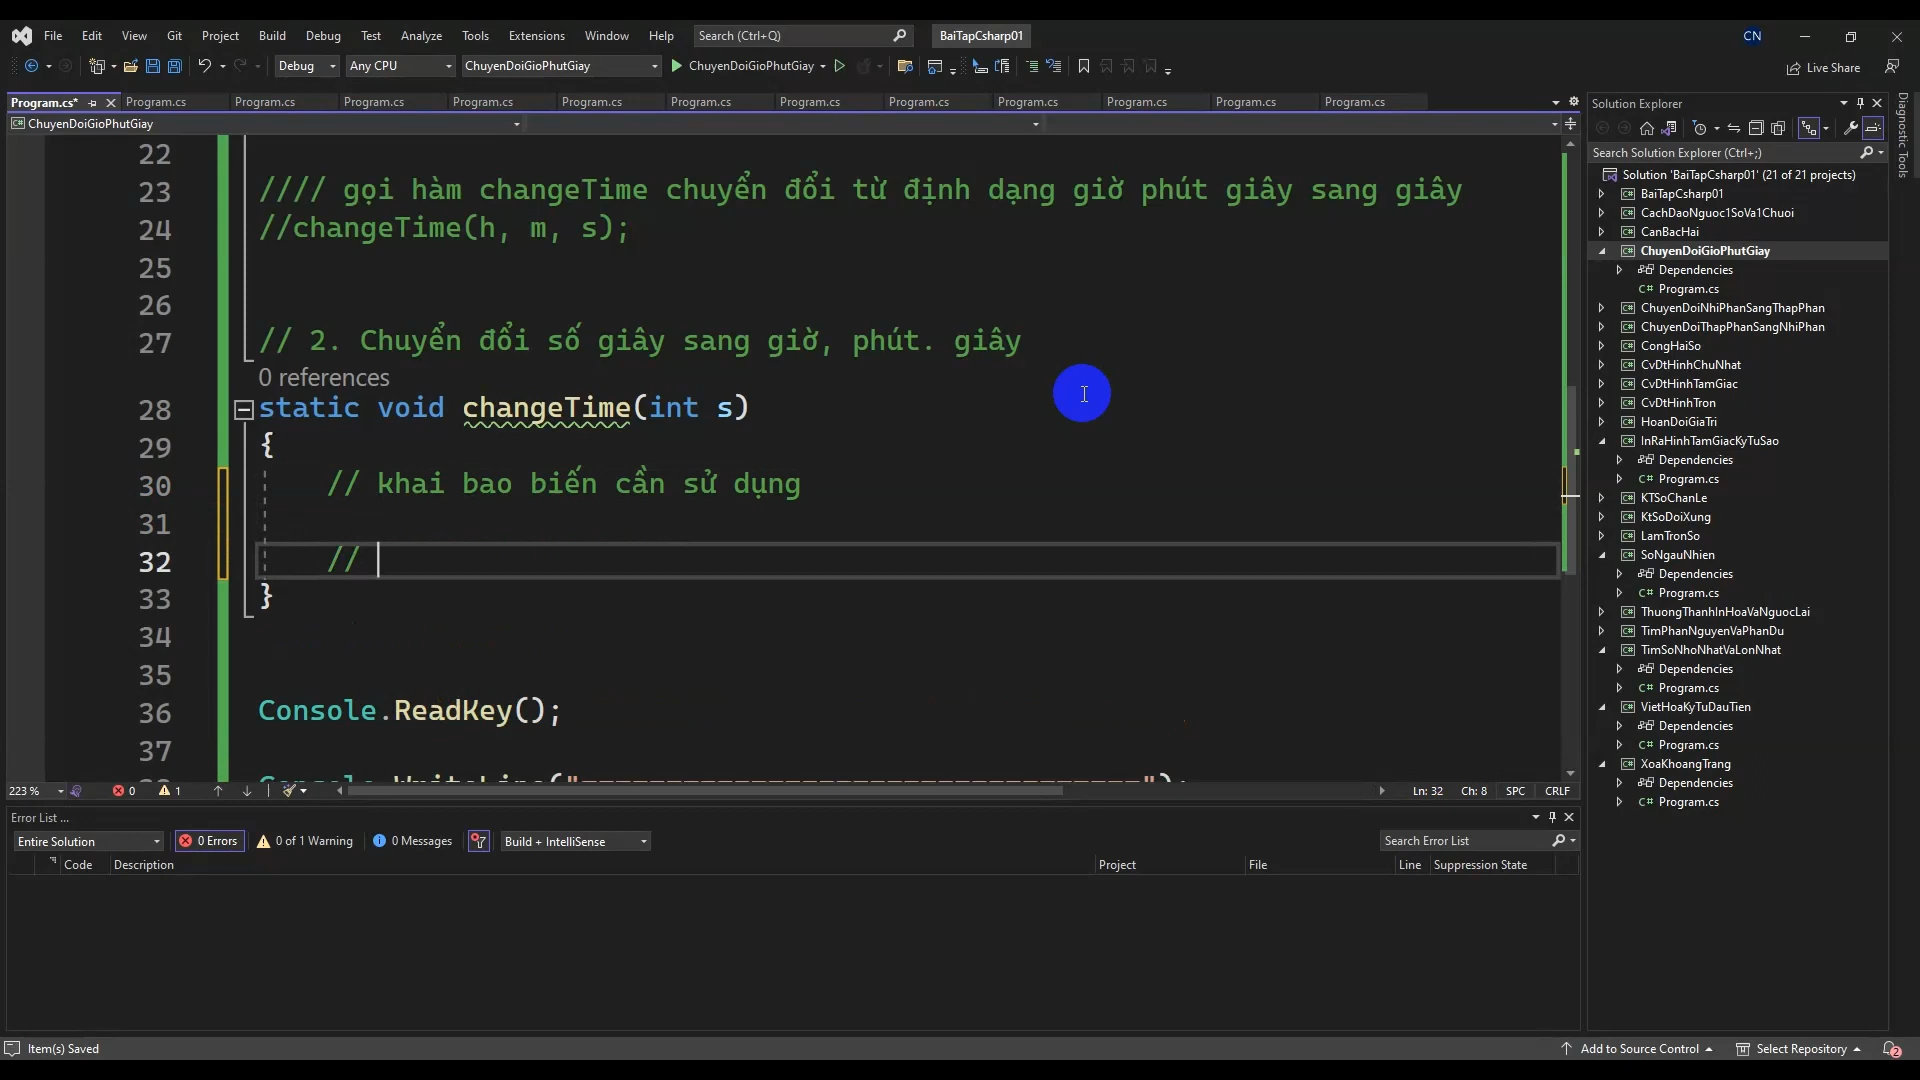 File Edit View Git Project Build Debug Test Analyze Tools Extensions Window Help Search (Ctrl+Q) BaiTapCsharp01 CN
Debug Any CPU ChuyenDoiGioPhutGiay ChuyenDoiGioPhutGiay Live Share
Program.cs* Program.cs Program.cs Program.cs Program.cs Program.cs Program.cs Program.cs Program.cs Program.cs Program.cs Program.cs Program.cs
ChuyenDoiGioPhutGiay
22
23 //// gọi hàm changeTime chuyển đổi từ định dạng giờ phút giây sang giây
24 //changeTime(h, m, s);
25
26
27 // 2. Chuyển đổi số giây sang giờ, phút. giây
0 references
28 static void changeTime(int s)
29 {
30 // khai bao biến cần sử dụng
31
32 //
33 }
34
35
36 Console.ReadKey();
37
223 % 0 1 Ln: 32 Ch: 8 SPC CRLF
Error List ...
Entire Solution 0 Errors 0 of 1 Warning 0 Messages Build + IntelliSense Search Error List
Code Description Project File Line Suppression State
Item(s) Saved Add to Source Control Select Repository 2
Solution Explorer
Search Solution Explorer (Ctrl+;)
Solution 'BaiTapCsharp01' (21 of 21 projects)
BaiTapCsharp01
CachDaoNguoc1SoVa1Chuoi
CanBacHai
ChuyenDoiGioPhutGiay
Dependencies
C# Program.cs
ChuyenDoiNhiPhanSangThapPhan
ChuyenDoiThapPhanSangNhiPhan
CongHaiSo
CvDtHinhChuNhat
CvDtHinhTamGiac
CvDtHinhTron
HoanDoiGiaTri
InRaHinhTamGiacKyTuSao
Dependencies
C# Program.cs
KTSoChanLe
KtSoDoiXung
LamTronSo
SoNgauNhien
Dependencies
C# Program.cs
ThuongThanhInHoaVaNguocLai
TimPhanNguyenVaPhanDu
TimSoNhoNhatVaLonNhat
Dependencies
C# Program.cs
VietHoaKyTuDauTien
Dependencies
C# Program.cs
XoaKhoangTrang
Dependencies
C# Program.cs
Diagnostic Tools